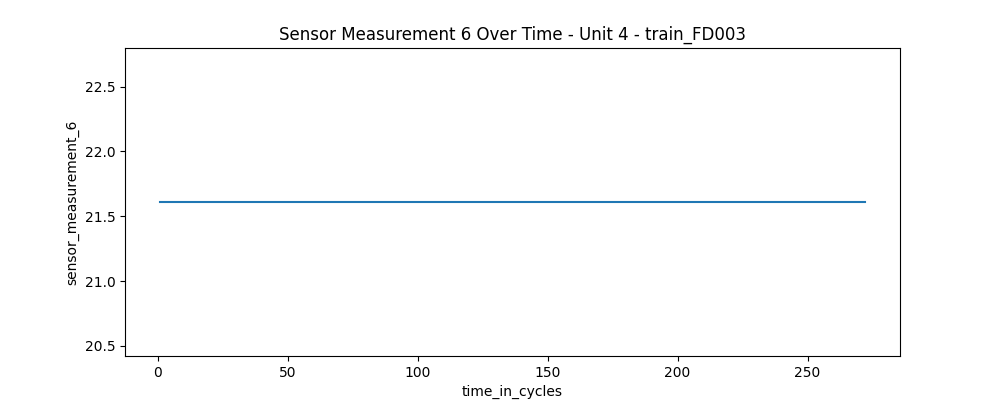 Sensor Measurement 6 Over Time - Unit 4 - train_FD003
22.5
22.0
21.5
21.0
20.5
sensor_measurement_6
0 50 100 150 200 250
time_in_cycles